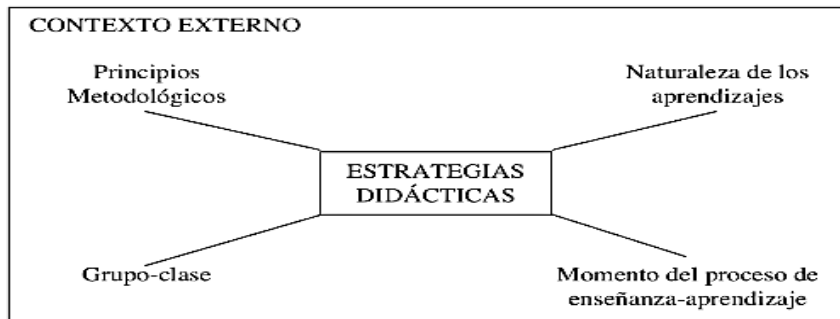 CONTEXTO EXTERNO
Principios
Metodológicos
Naturaleza de los
aprendizajes
ESTRATEGIAS
DIDÁCTICAS
Grupo-clase
Momento del proceso de
enseñanza-aprendizaje